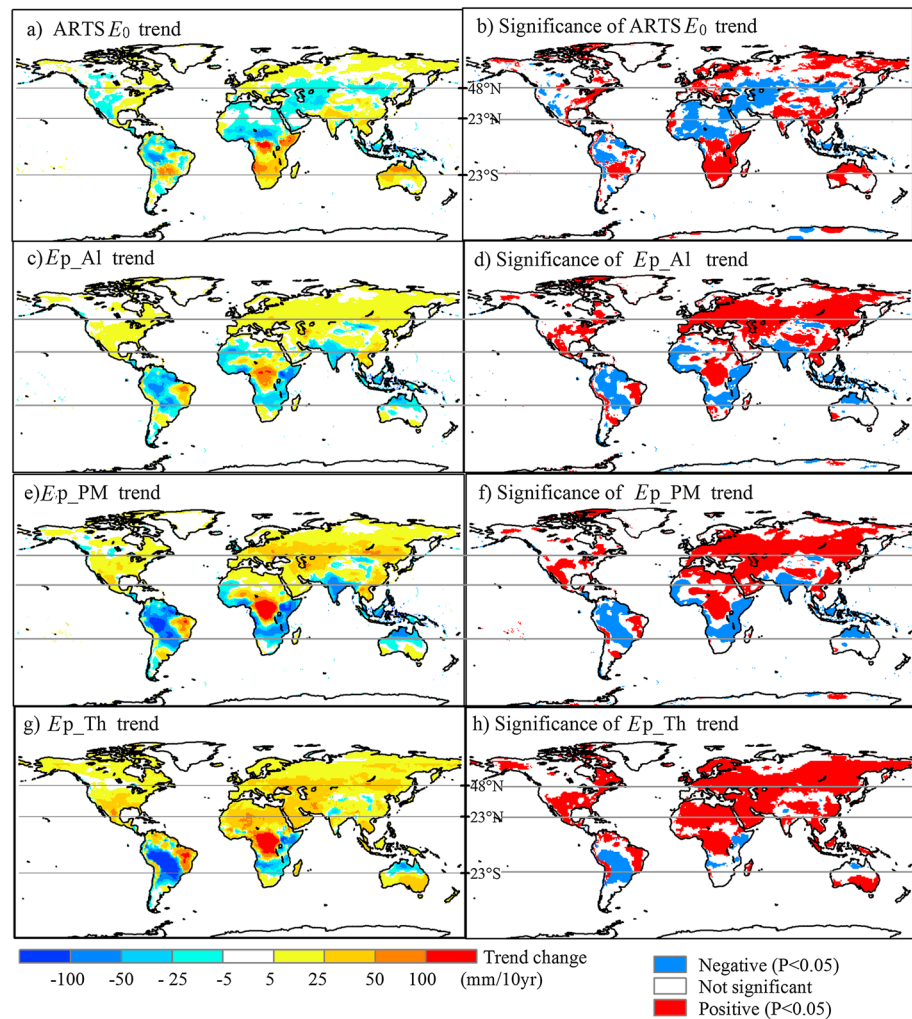 a) ARTS E0 trend
b) Significance of ARTS E0 trend
48°N
23°N
23°S
c) Ep_Al trend
d) Significance of Ep_Al trend
e) Ep_PM trend
f) Significance of Ep_PM trend
g) Ep_Th trend
h) Significance of Ep_Th trend
48°N
23°N
23°S
Trend change
-100 -50 -25 -5 5 25 50 100 (mm/10yr)
Negative (P<0.05)
Not significant
Positive (P<0.05)